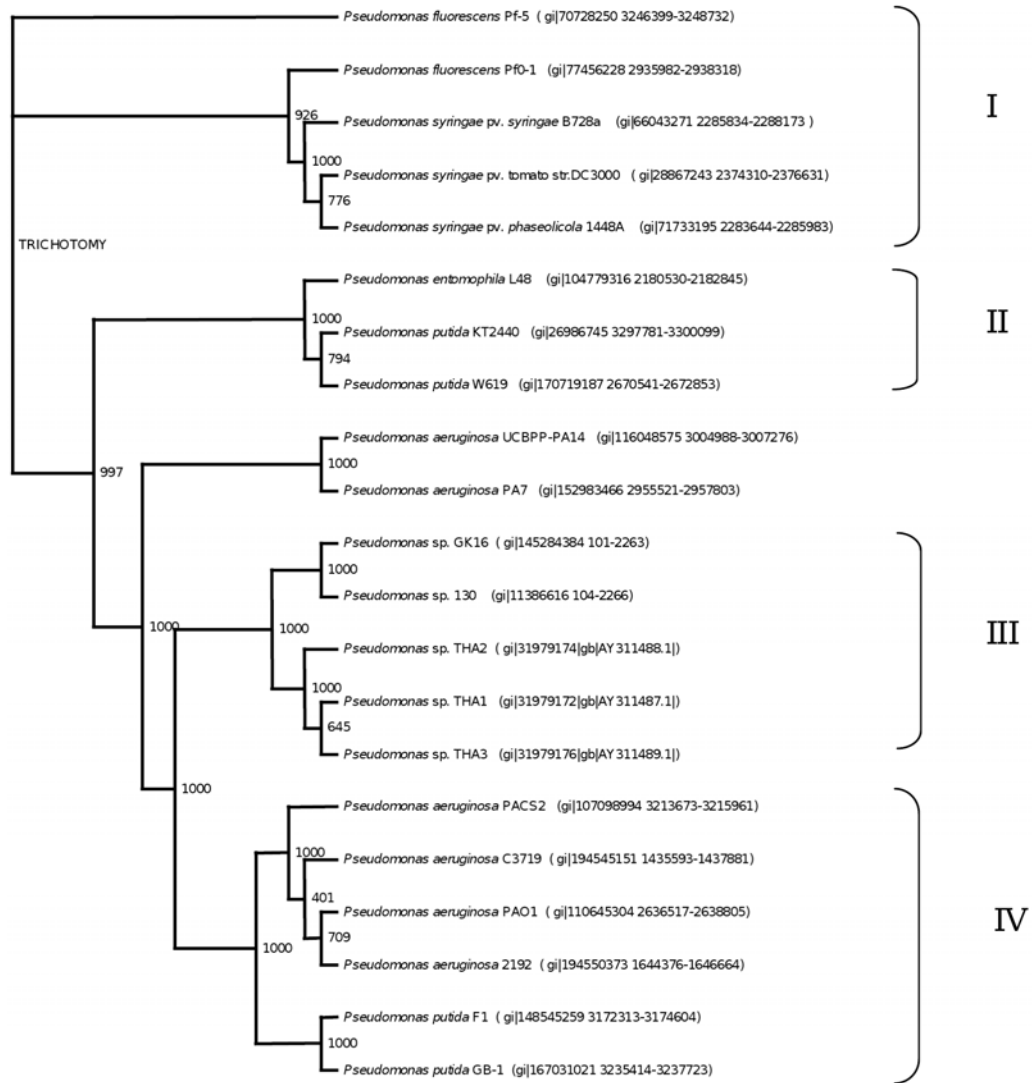 Pseudomonas fluorescens Pf-5 ( gi|70728250 3246399-3248732)
Pseudomonas fluorescens Pf0-1 (gi|77456228 2935982-2938318)
I
926
Pseudomonas syringae pv. syringae B728a (gi|66043271 2285834-2288173 )
1000
Pseudomonas syringae pv. tomato str.DC3000 ( gi|28867243 2374310-2376631)
776
Pseudomonas syringae pv. phaseolicola 1448A (gi|71733195 2283644-2285983)
TRICHOTOMY
Pseudomonas entomophila L48 (gi|104779316 2180530-2182845)
1000
II
Pseudomonas putida KT2440 (gi|26986745 3297781-3300099)
794
Pseudomonas putida W619 (gi|170719187 2670541-2672853)
Pseudomonas aeruginosa UCBPP-PA14 (gi|116048575 3004988-3007276)
1000
997
Pseudomonas aeruginosa PA7 (gi|152983466 2955521-2957803)
Pseudomonas sp. GK16 ( gi|145284384 101-2263)
1000
Pseudomonas sp. 130 (gi|11386616 104-2266)
1000
1000
III
Pseudomonas sp. THA2 ( gi|31979174|gb|AY311488.1|)
1000
Pseudomonas sp. THA1 (gi|31979172|gb|AY311487.1|)
645
Pseudomonas sp. THA3 (gi|31979176|gb|AY311489.1|)
1000
Pseudomonas aeruginosa PACS2 (gi|107098994 3213673-3215961)
1000
Pseudomonas aeruginosa C3719 ( gi|194545151 1435593-1437881)
401
Pseudomonas aeruginosa PAO1 ( gi|110645304 2636517-2638805)
IV
709
1000
Pseudomonas aeruginosa 2192 ( gi|194550373 1644376-1646664)
Pseudomonas putida F1 ( gi|148545259 3172313-3174604)
1000
Pseudomonas putida GB-1 (gi|167031021 3235414-3237723)